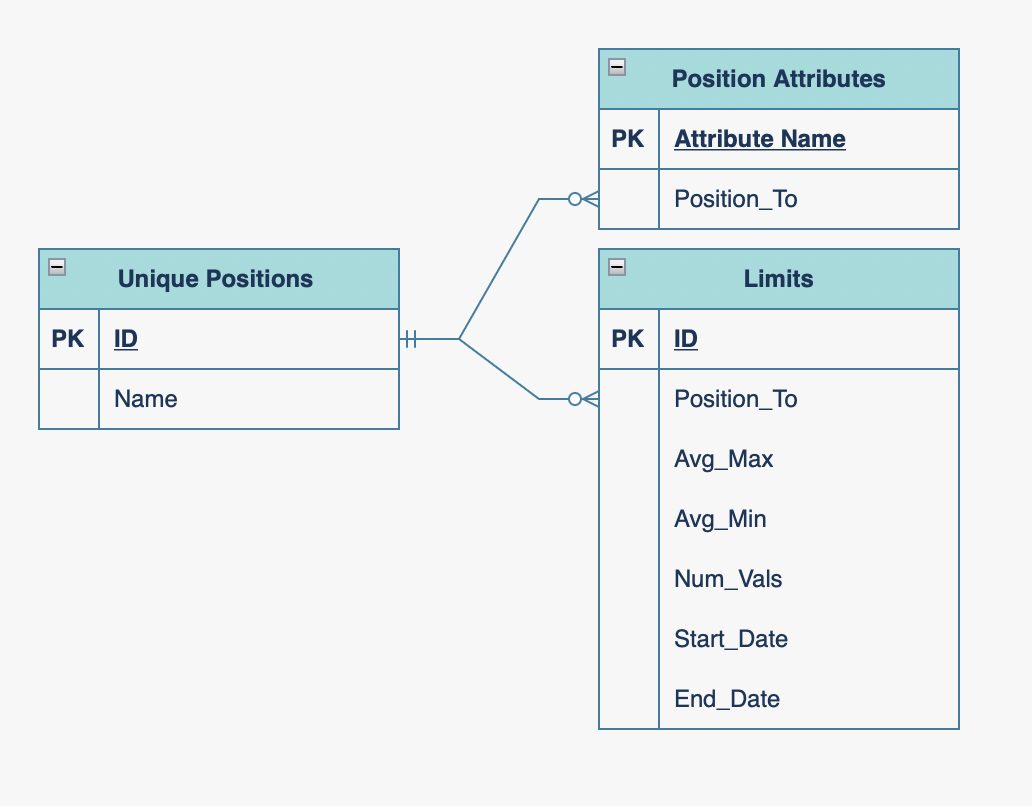 Position Attributes
PK Attribute Name
Position_To
Unique Positions
PK ID
Name
Limits
PK ID
Position_To
Avg_Max
Avg_Min
Num_Vals
Start_Date
End_Date